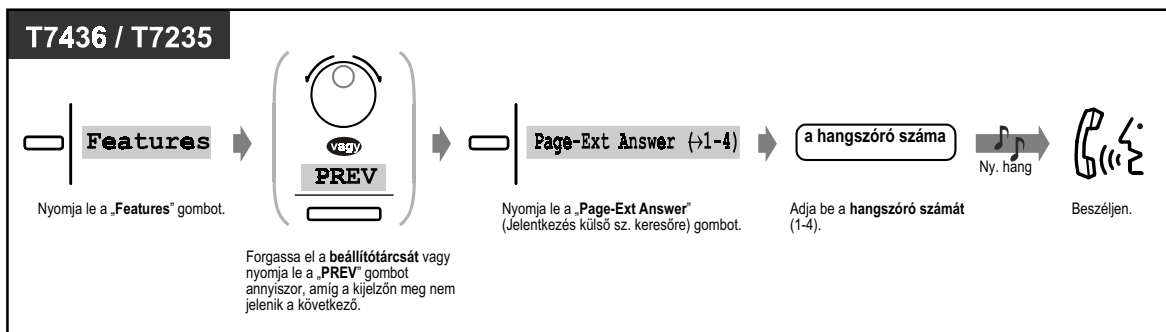 T7436 / T7235
Features
vagy
PREV
Page-Ext Answer (→1-4)
a hangszóró száma
Ny. hang
Nyomja le a „Features” gombot.
Forgassa el a beállítótárcsát vagy
nyomja le a „PREV” gombot
annyiszor, amíg a kijelzőn meg nem
jelenik a következő.
Nyomja le a „Page-Ext Answer”
(Jelentkezés külső sz. keresőre) gombot.
Adja be a hangszóró számát
(1-4).
Beszéljen.